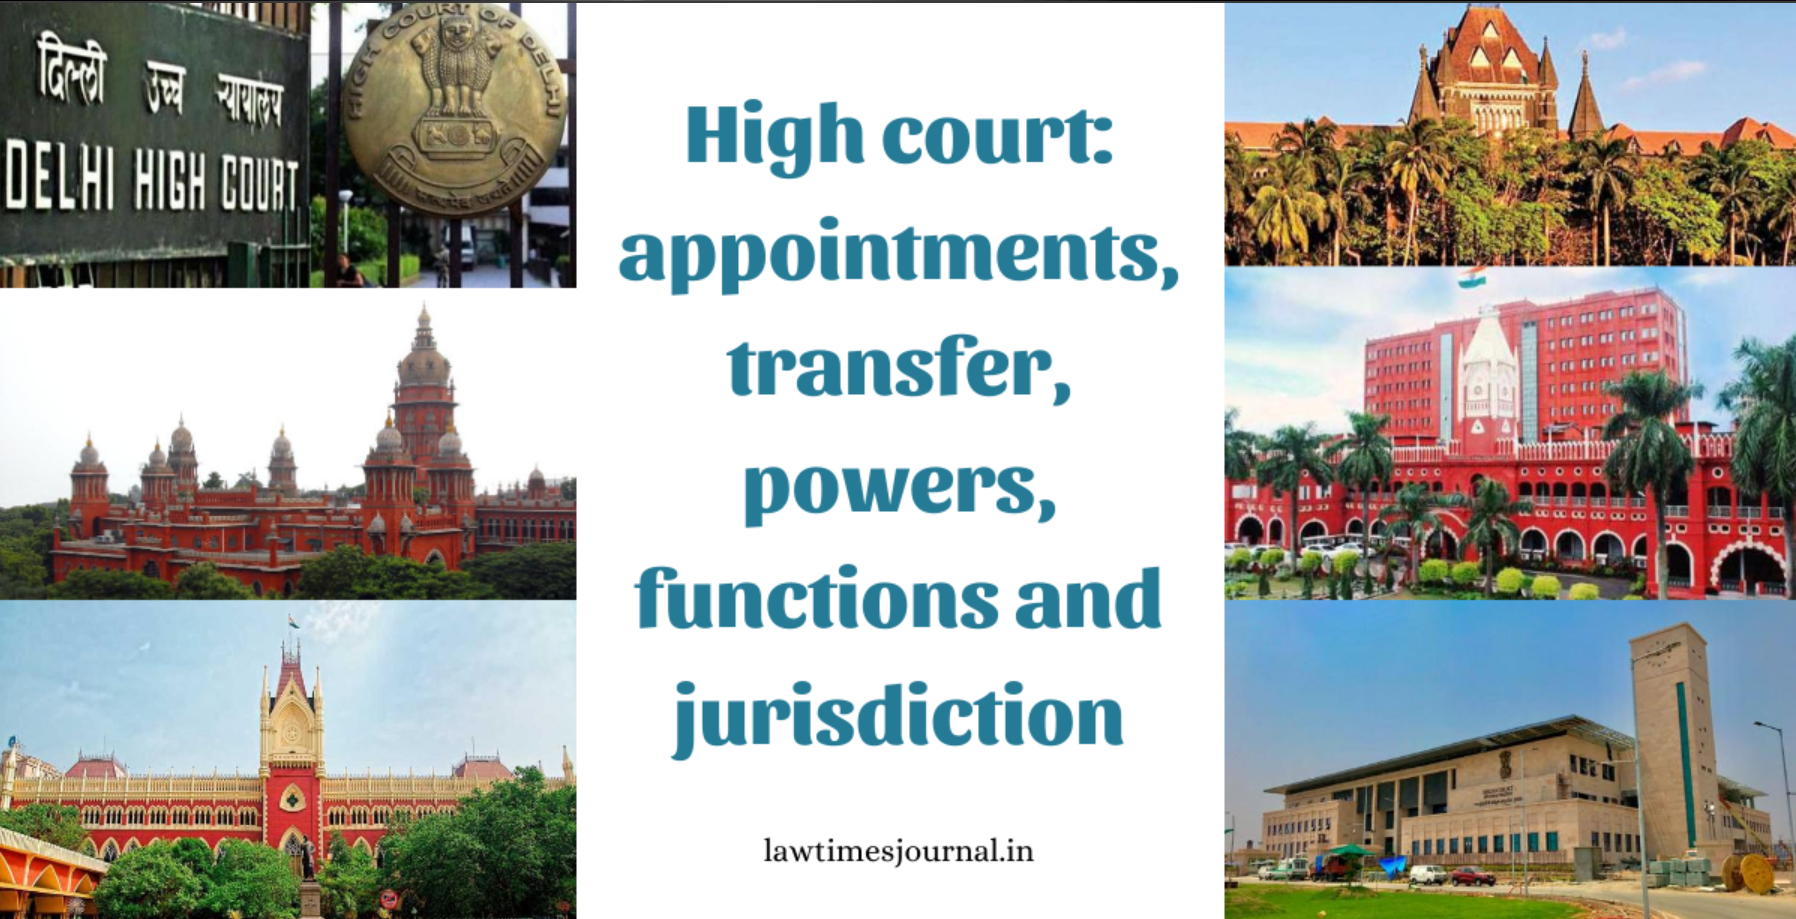 दिल्ली उच्च न्यायालय
DELHI HIGH COURT
HIGH COURT OF DELHI
High court:
appointments,
transfer,
powers,
functions and
jurisdiction
lawtimesjournal.in